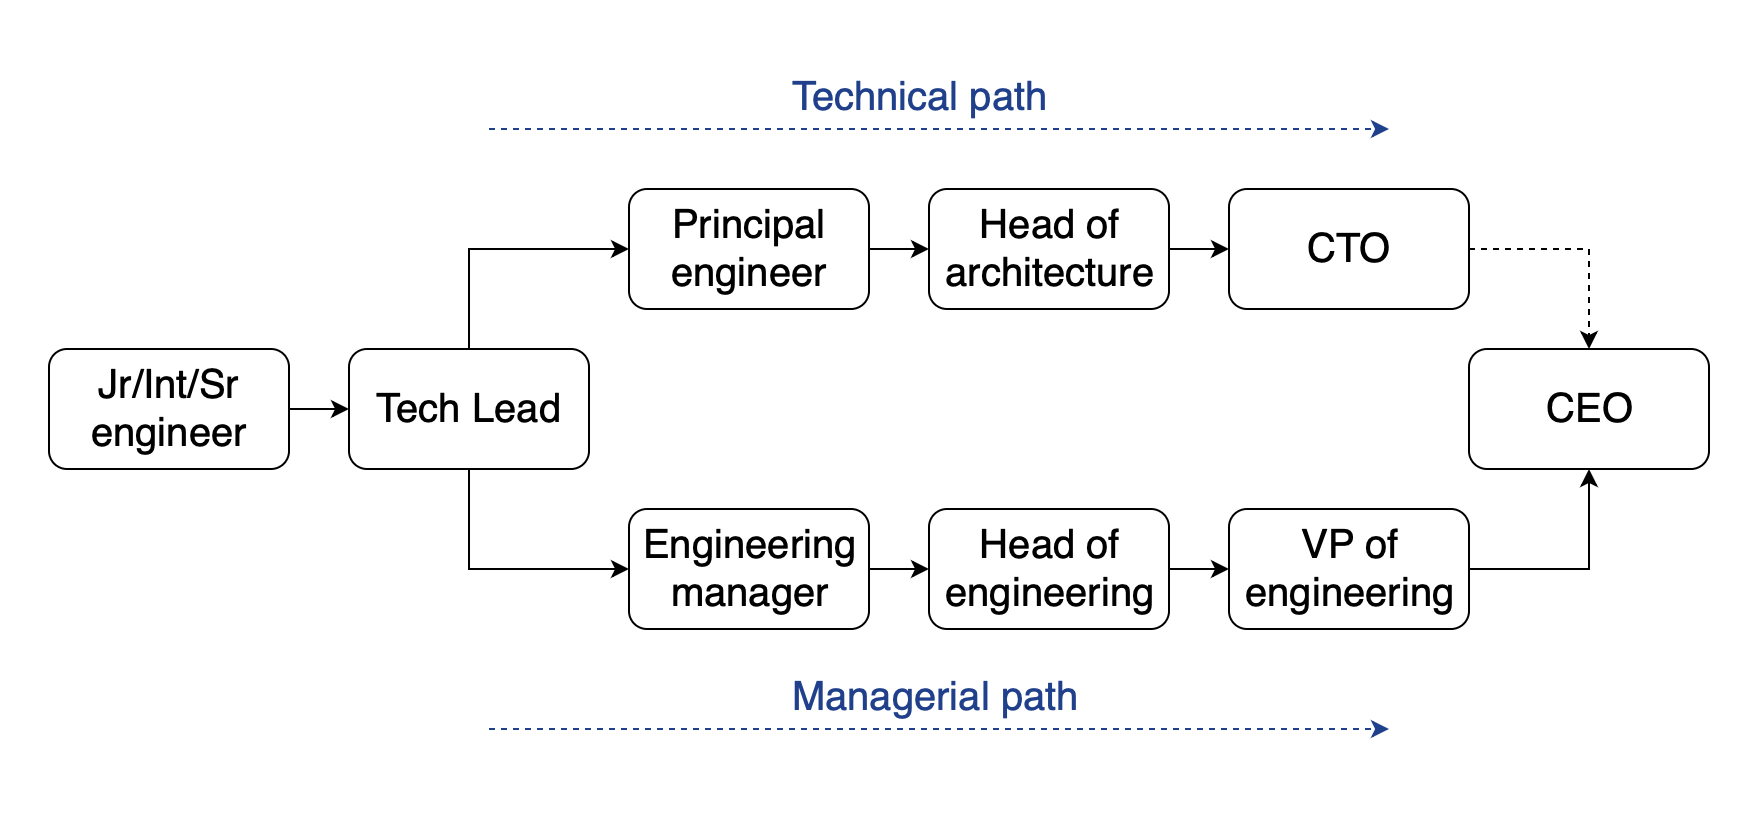 Technical path
Principal
engineer
Head of
architecture
CTO
Jr/Int/Sr
engineer
Tech Lead
CEO
Engineering
manager
Head of
engineering
VP of
engineering
Managerial path